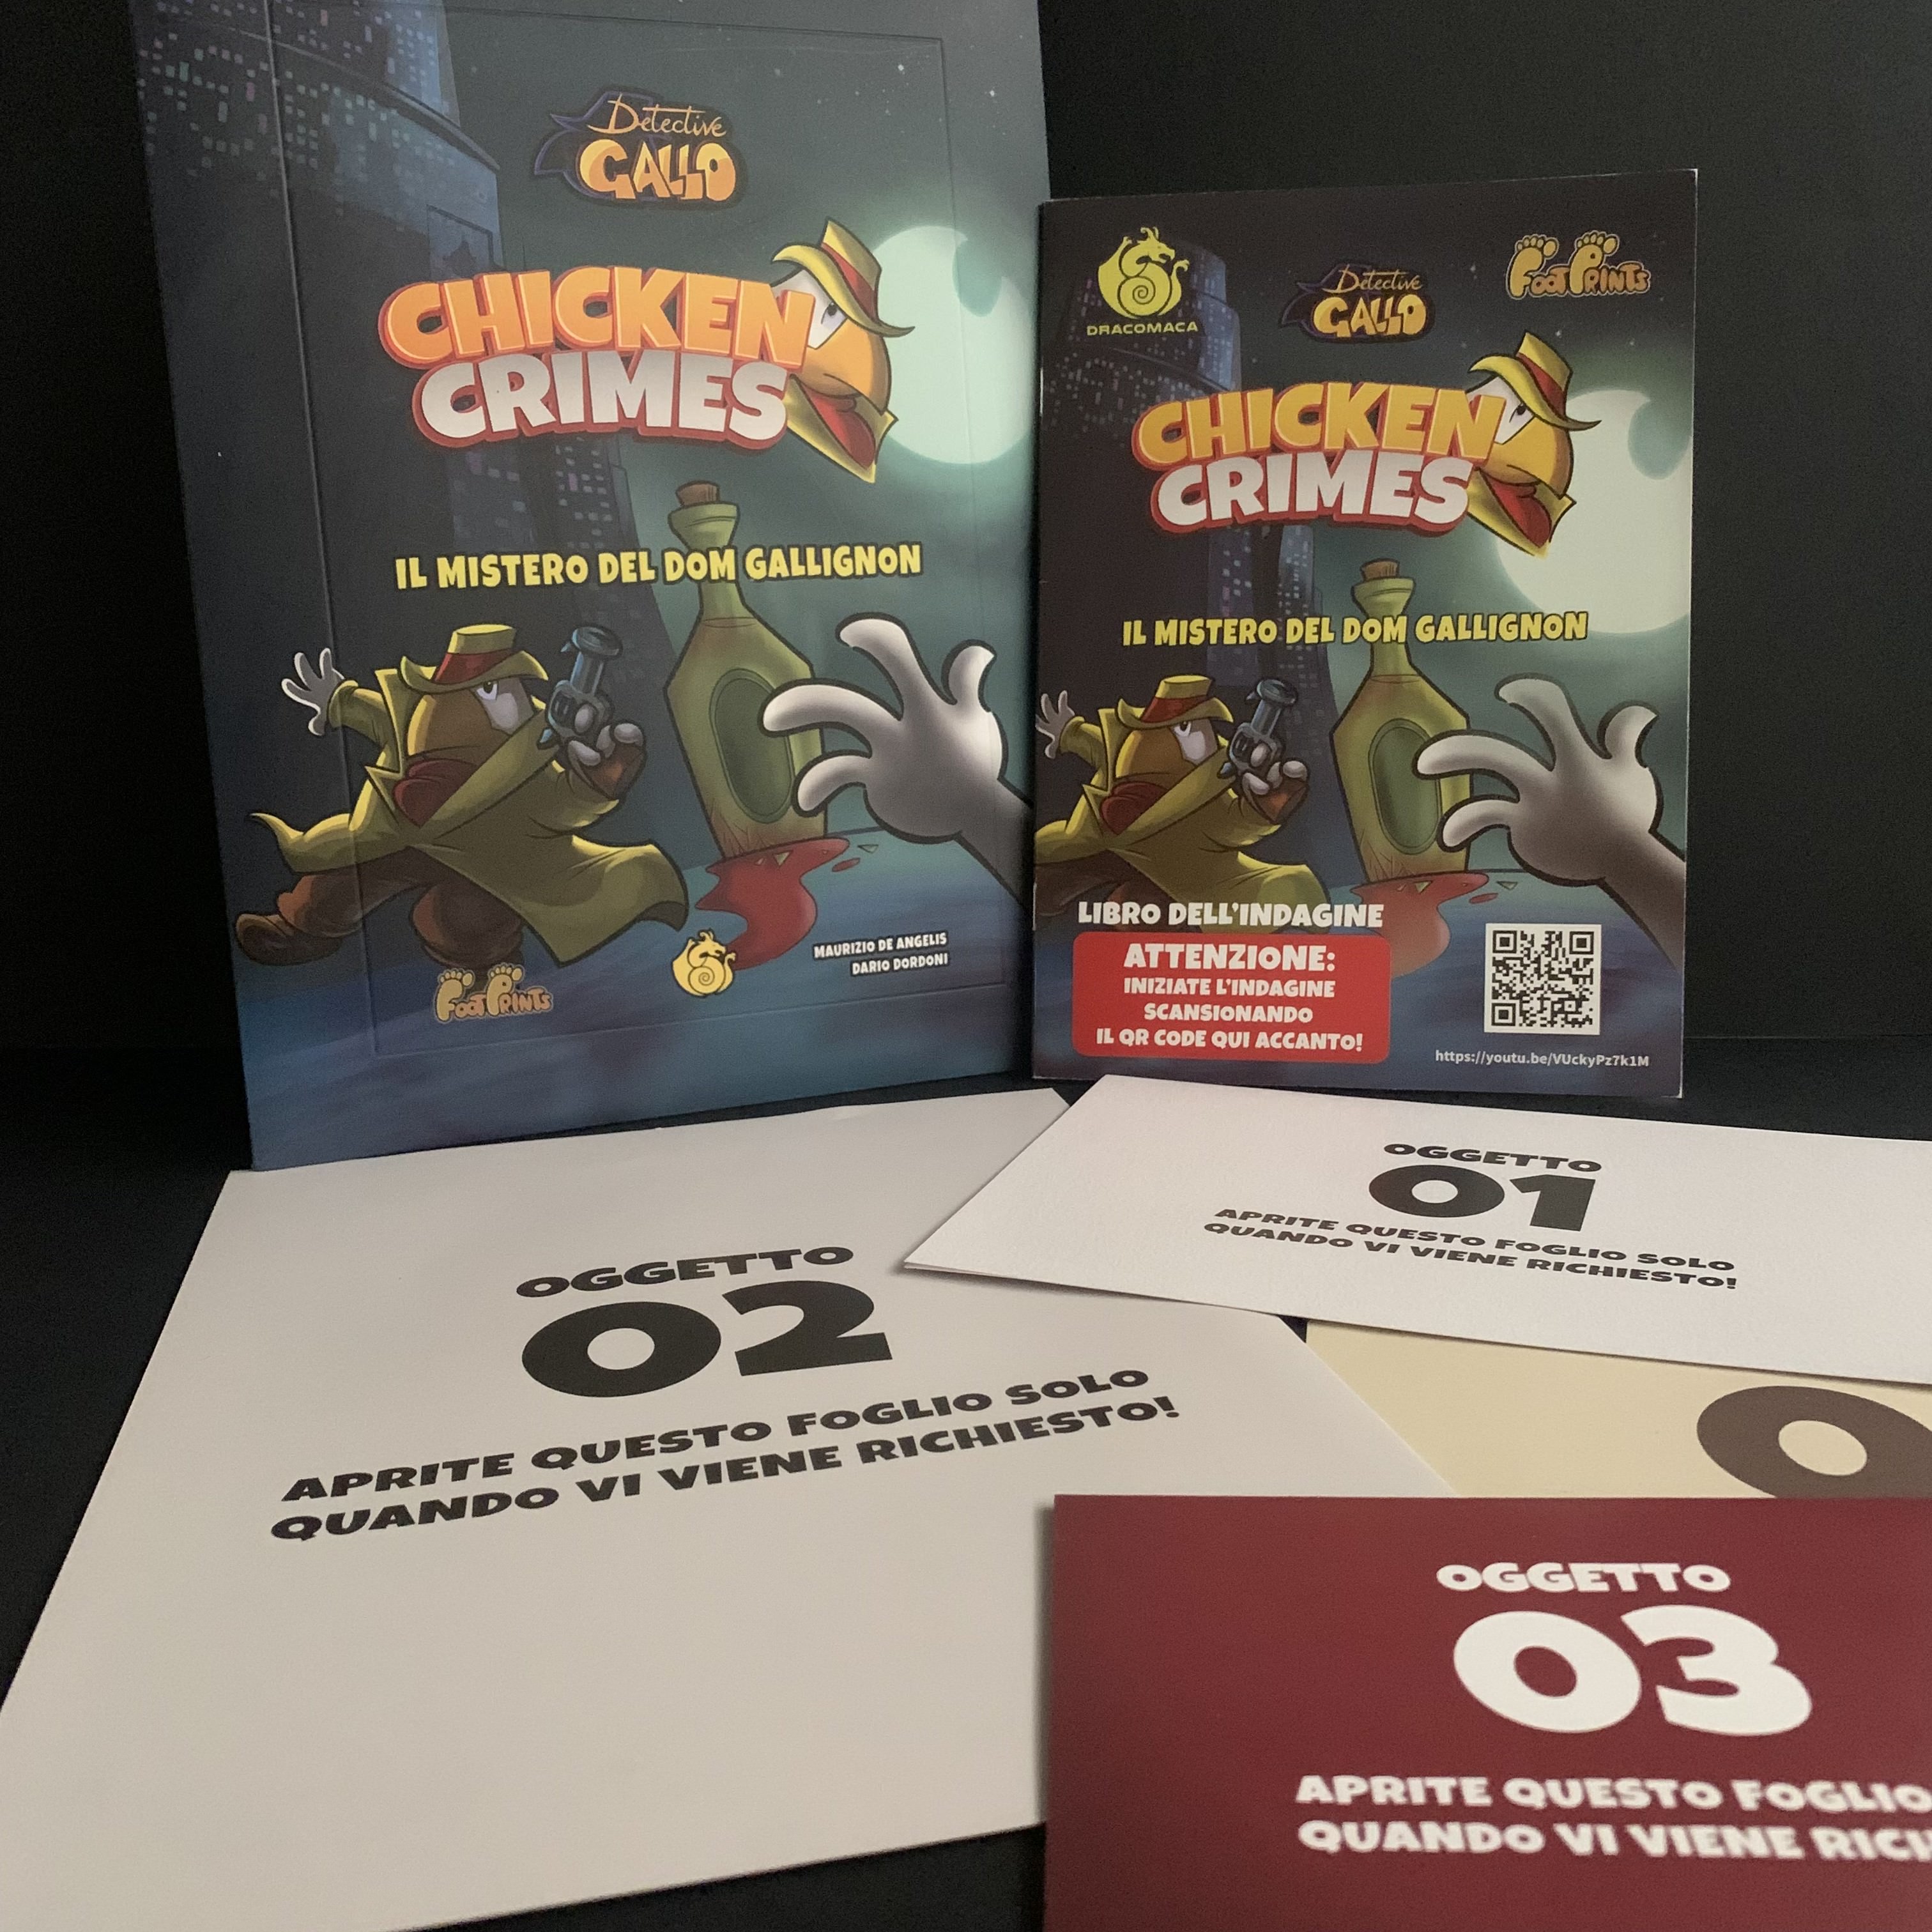 Detective
GALLO
CHICKEN
CRIMES
IL MISTERO DEL DOM GALLIGNON
FOOTPRINTS
MAURIZIO DE ANGELIS
DARIO DORDONI
DRACOMACA
Detective
GALLO
FOOTPRINTS
CHICKEN
CRIMES
IL MISTERO DEL DOM GALLIGNON
LIBRO DELL'INDAGINE
ATTENZIONE:
INIZIATE L'INDAGINE
SCANSIONANDO
IL QR CODE QUI ACCANTO!
https://youtu.be/VUckyPz7k1M
OGGETTO
01
APRITE QUESTO FOGLIO SOLO
QUANDO VI VIENE RICHIESTO!
OGGETTO
02
APRITE QUESTO FOGLIO SOLO
QUANDO VI VIENE RICHIESTO!
0
OGGETTO
03
APRITE QUESTO FOGLIO
QUANDO VI VIENE RICH